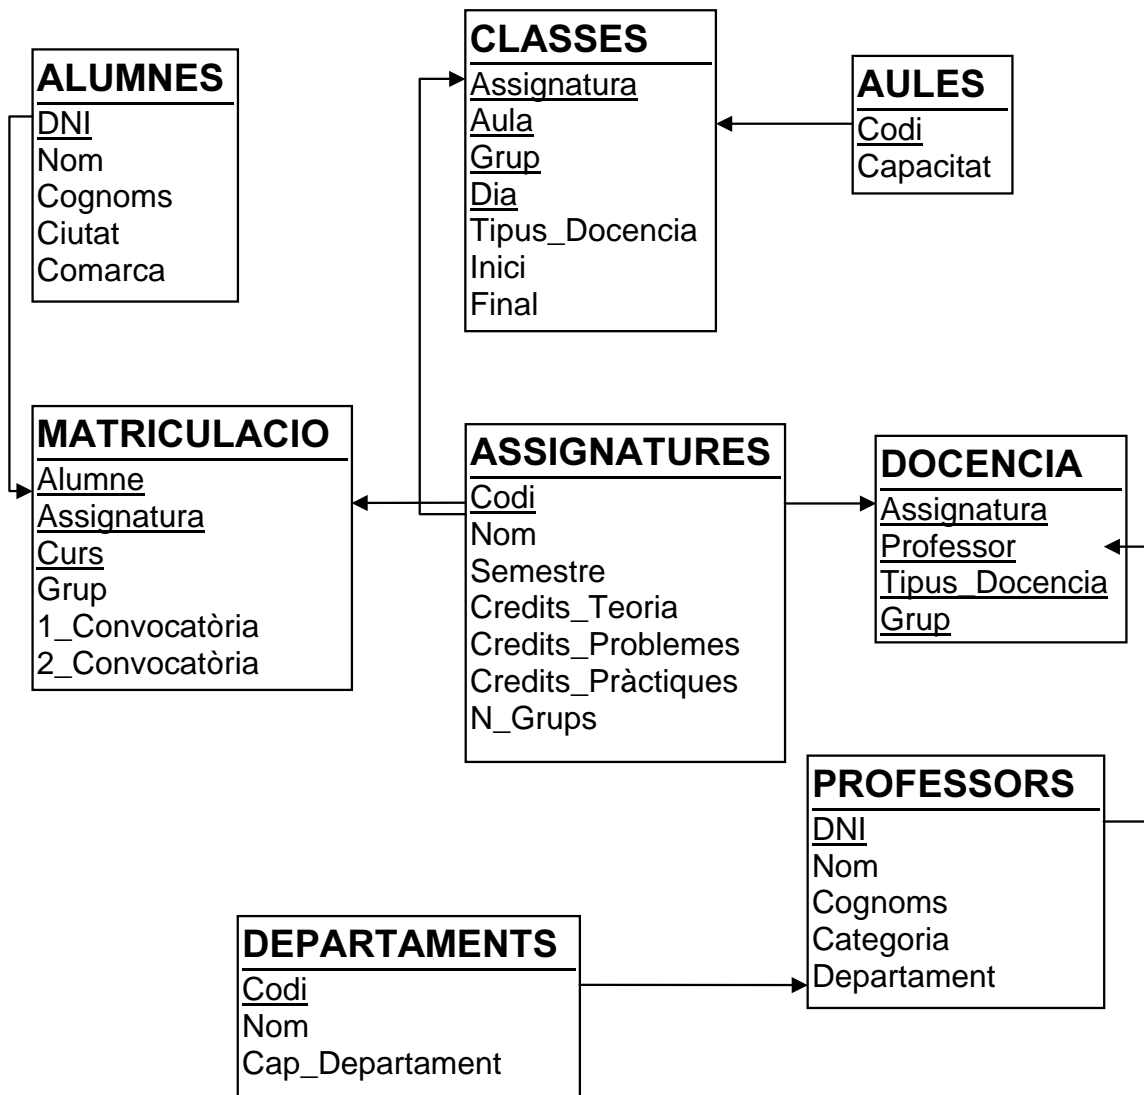 ALUMNES
DNI
Nom
Cognoms
Ciutat
Comarca
CLASSES
Assignatura
Aula
Grup
Dia
Tipus_Docencia
Inici
Final
AULES
Codi
Capacitat
MATRICULACIO
Alumne
Assignatura
Curs
Grup
1_Convocatòria
2_Convocatòria
ASSIGNATURES
Codi
Nom
Semestre
Credits_Teoria
Credits_Problemes
Credits_Pràctiques
N_Grups
DOCENCIA
Assignatura
Professor
Tipus_Docencia
Grup
PROFESSORS
DNI
Nom
Cognoms
Categoria
Departament
DEPARTAMENTS
Codi
Nom
Cap_Departament